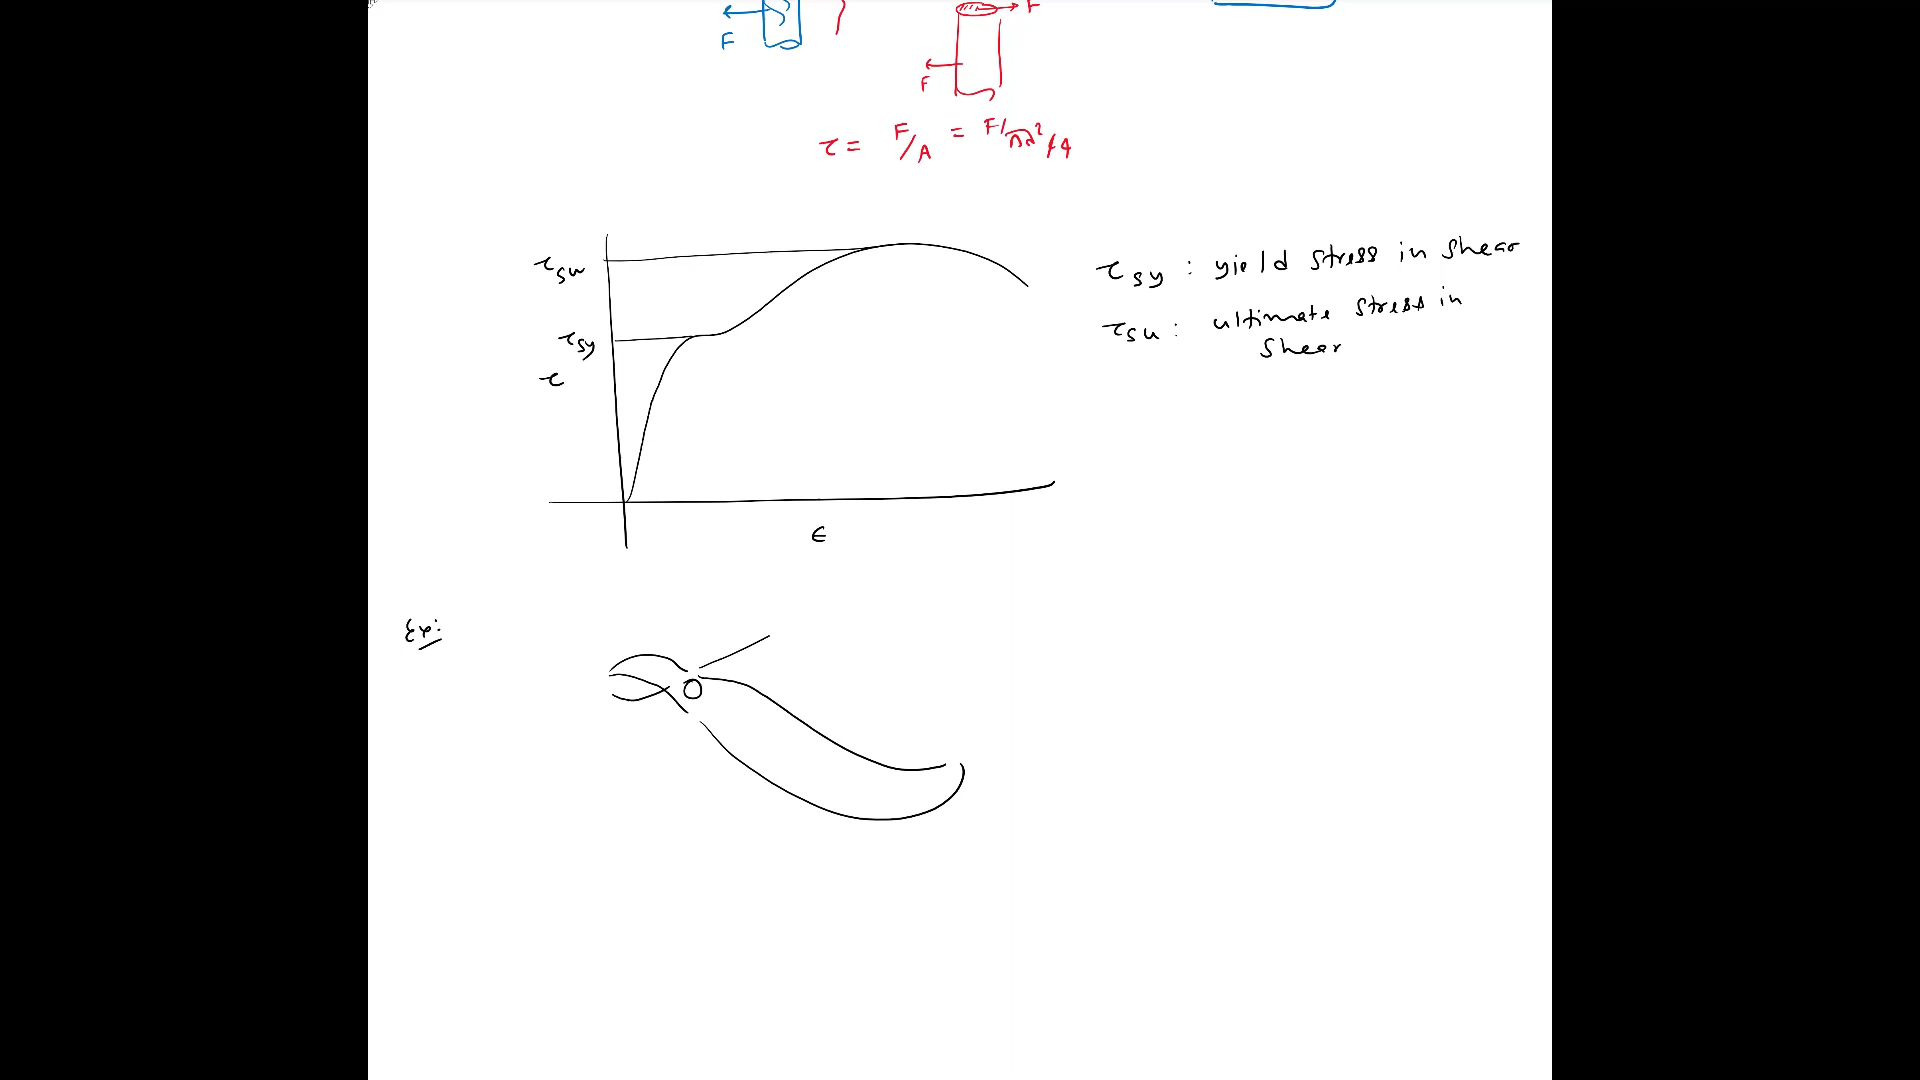 F
F
F
τ = F/A = F/πd²/4
τsu
τsy : yield stress in shear
τsu : ultimate stress in
shear
τsy
τ
ϵ
Ex: